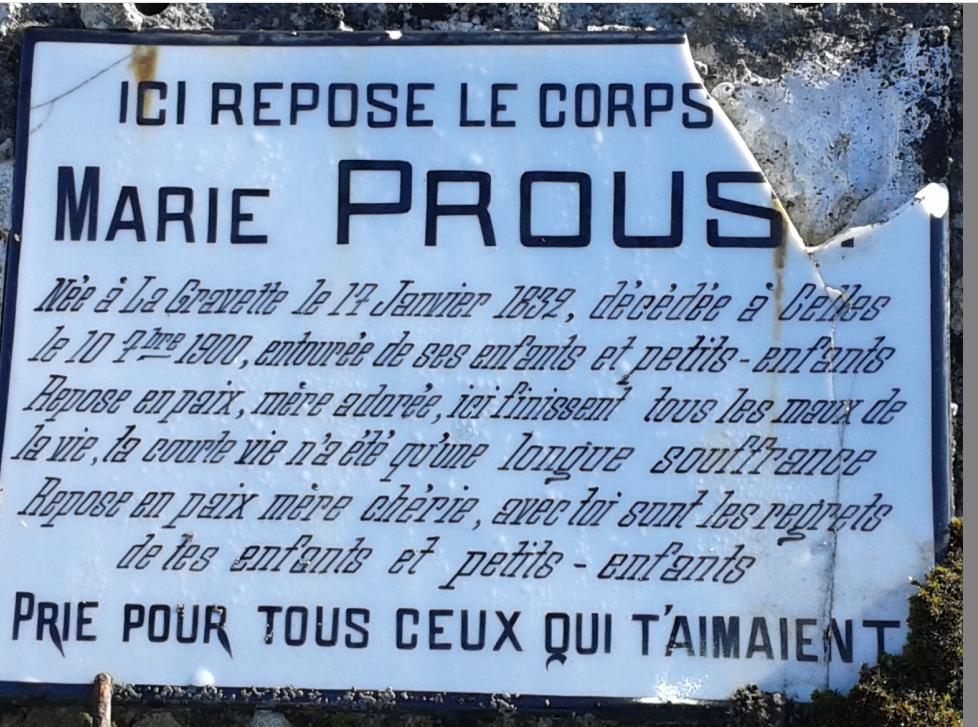 ICI REPOSE LE CORPS
MARIE PROUS .
Née à La Gravette le 17 Janvier 1832, décédée à Celles
le 10 7bre 1900, entourée de ses enfants et petits-enfants
Repose en paix, mère adorée, ici finissent tous les maux de
la vie, ta courte vie n'a été qu'une longue souffrance
Repose en paix mère chérie, avec toi sont les regrets
de tes enfants et petits-enfants
PRIE POUR TOUS CEUX QUI T'AIMAIENT